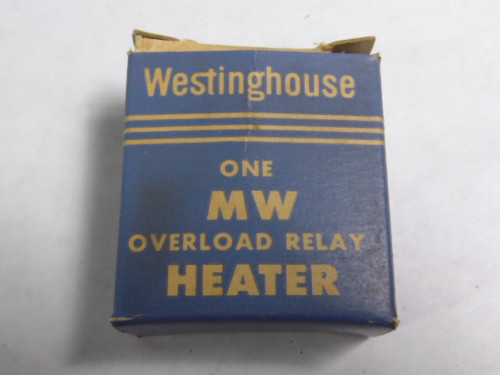 Westinghouse
ONE
MW
OVERLOAD RELAY
HEATER